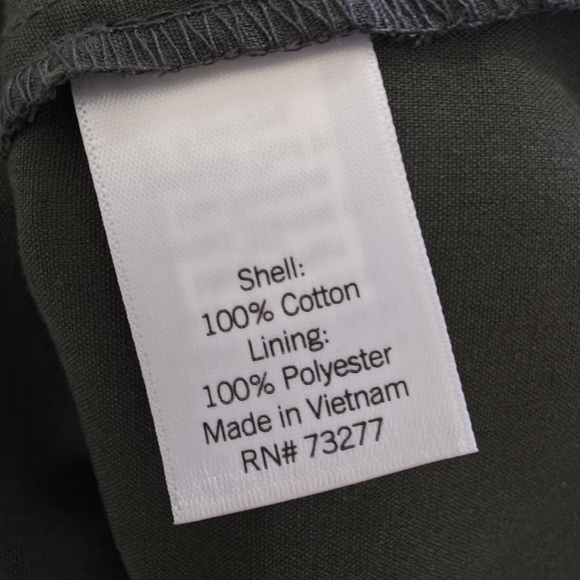 Shell:
100% Cotton
Lining:
100% Polyester
Made in Vietnam
RN# 73277